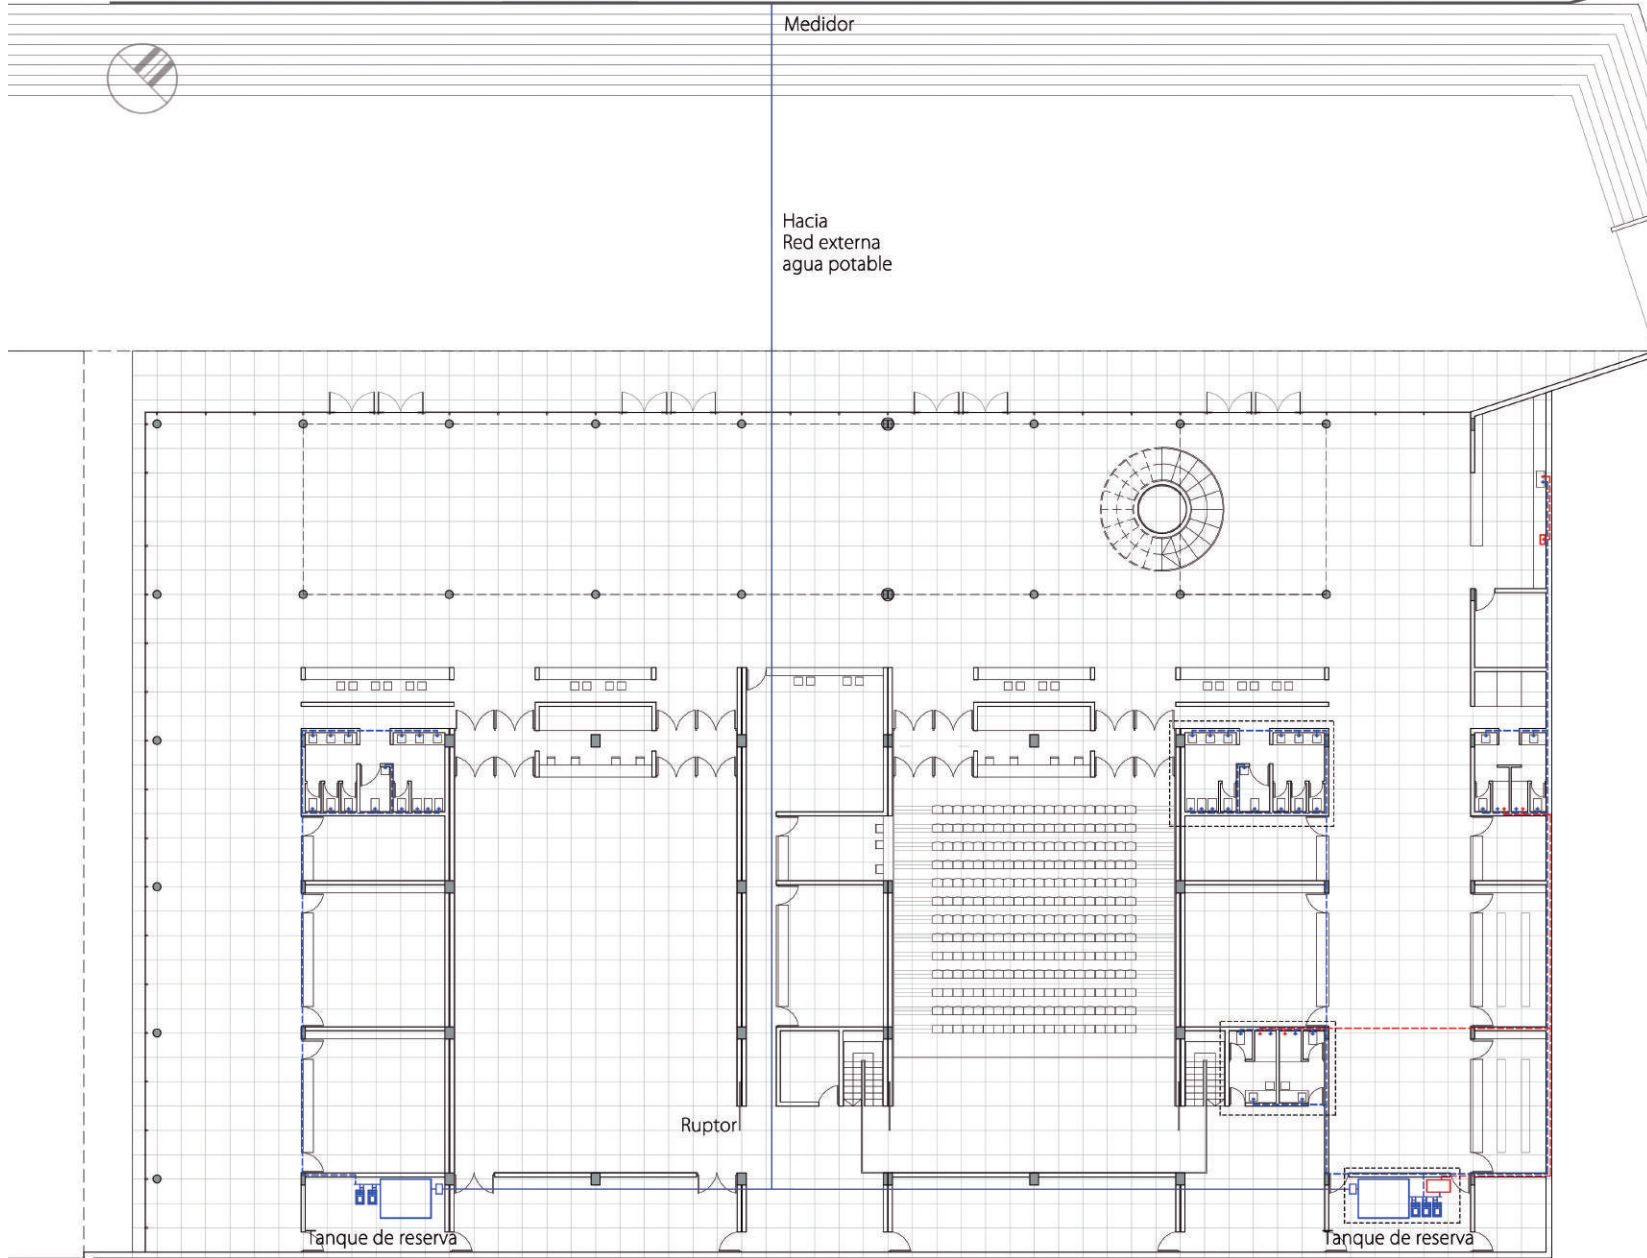 Medidor
Hacia
Red externa
agua potable
Ruptor
Tanque de reserva
Tanque de reserva